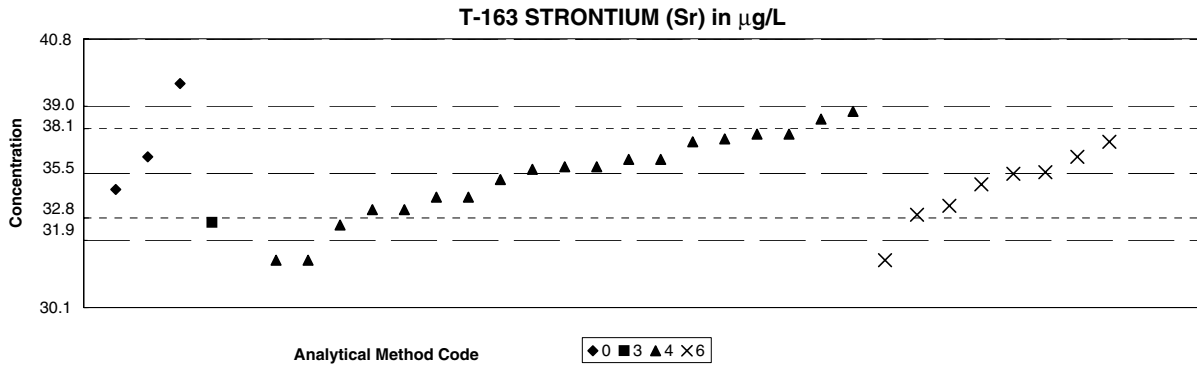 T-163 STRONTIUM (Sr) in μg/L
40.8
39.0
38.1
35.5
32.8
31.9
30.1
Concentration
Analytical Method Code
0 3 4 6